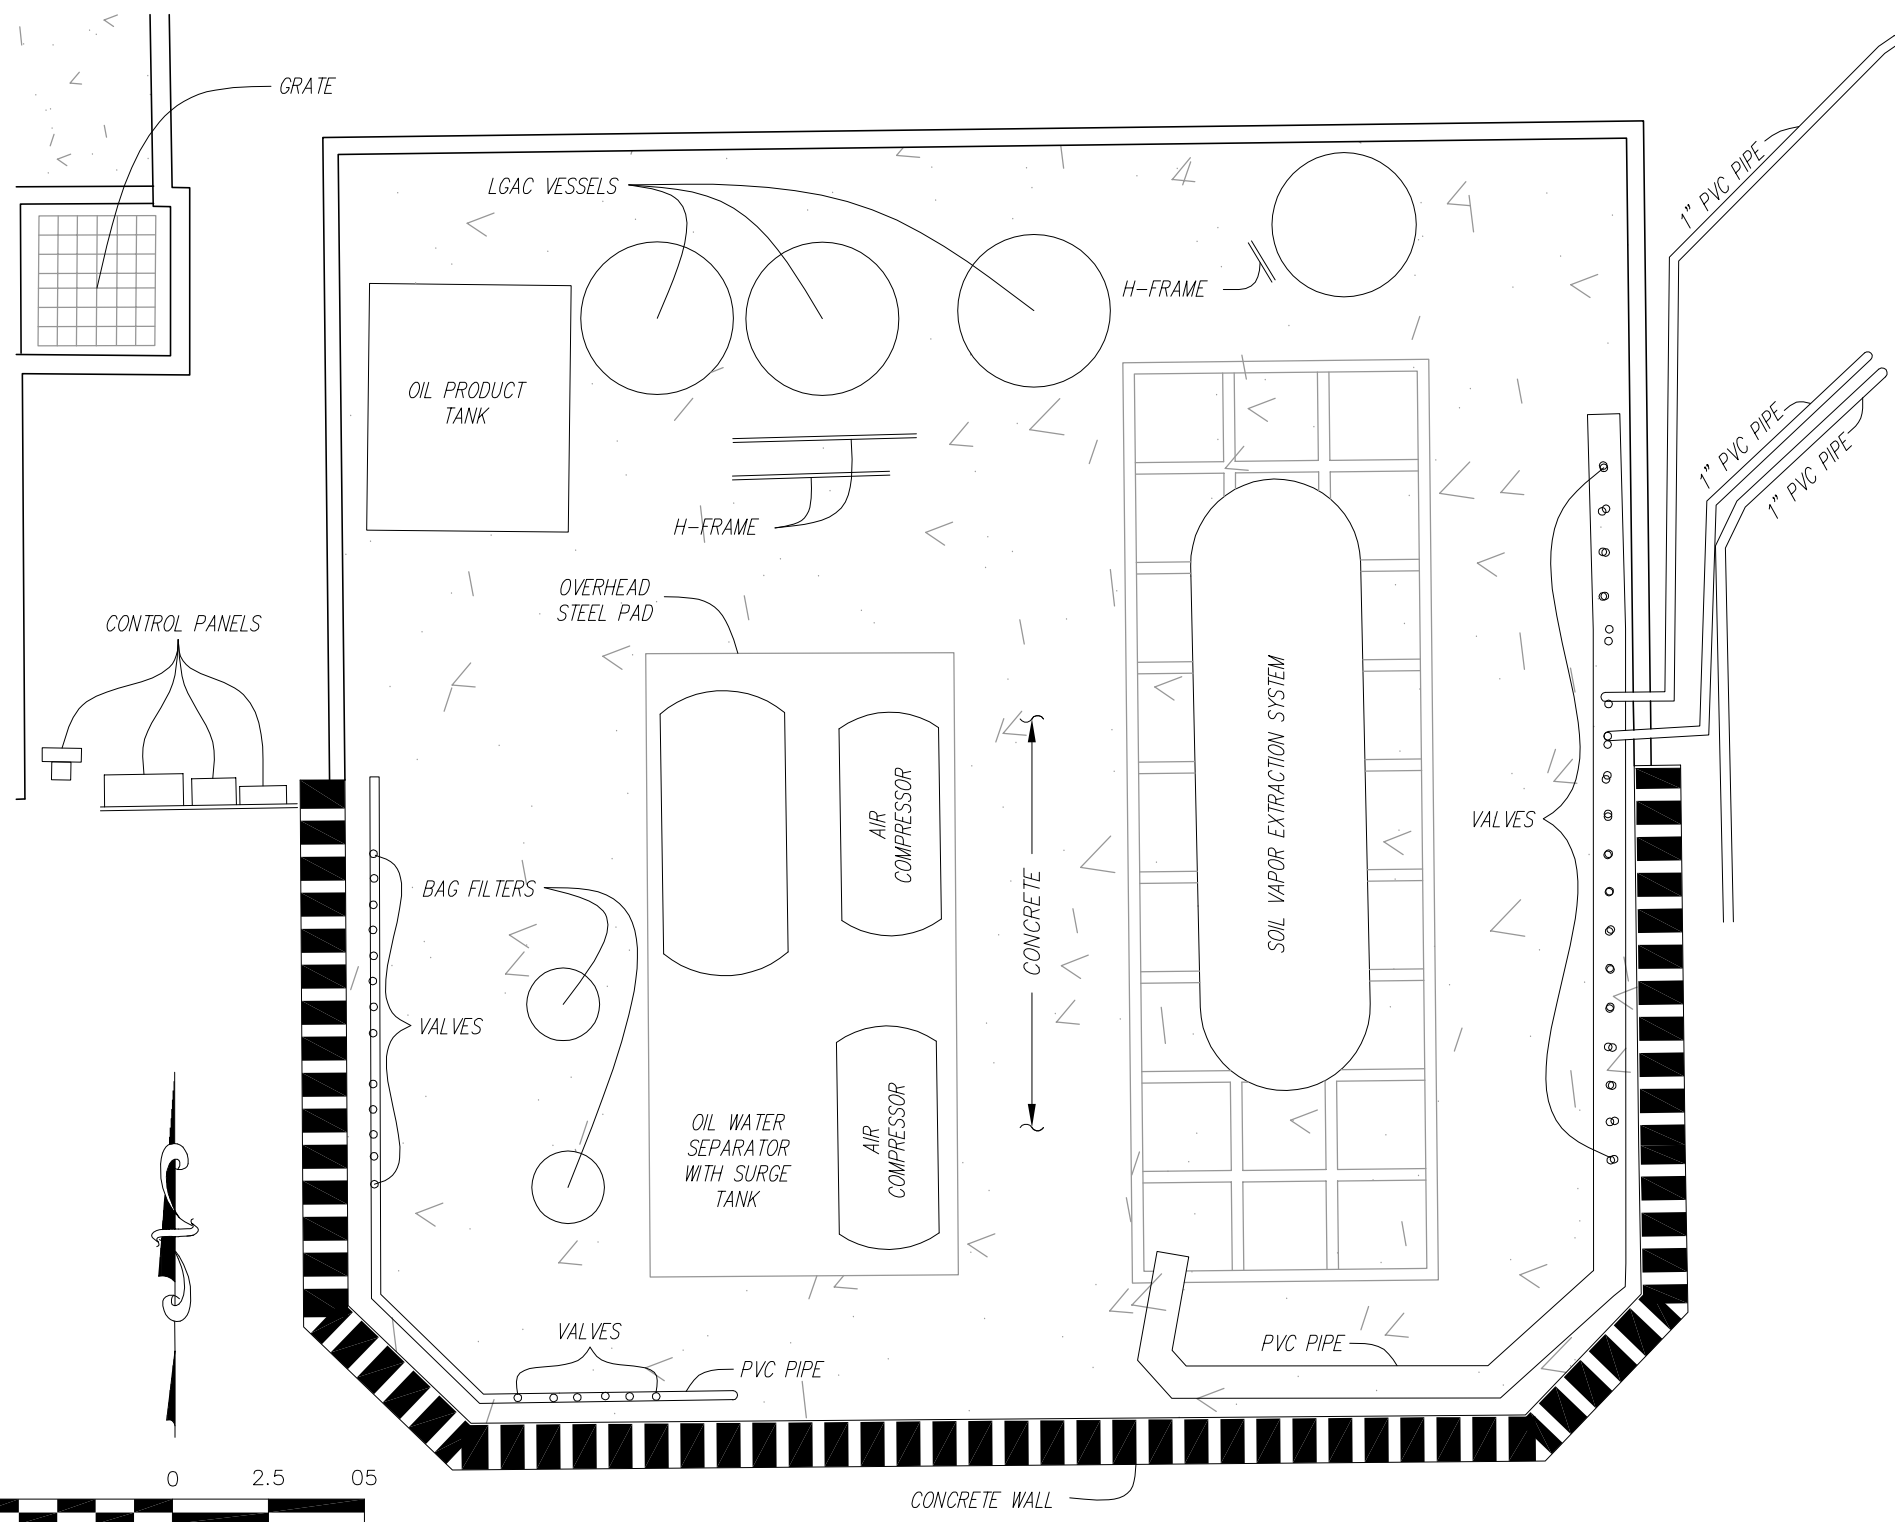 GRATE
LGAC VESSELS
1" PVC PIPE
H-FRAME
OIL PRODUCT
TANK
1" PVC PIPE
1" PVC PIPE
H-FRAME
OVERHEAD
STEEL PAD
CONTROL PANELS
SOIL VAPOR EXTRACTION SYSTEM
AIR
COMPRESSOR
VALVES
BAG FILTERS
CONCRETE
VALVES
OIL WATER
SEPARATOR
WITH SURGE
TANK
AIR
COMPRESSOR
VALVES
PVC PIPE
PVC PIPE
0 2.5 05
CONCRETE WALL